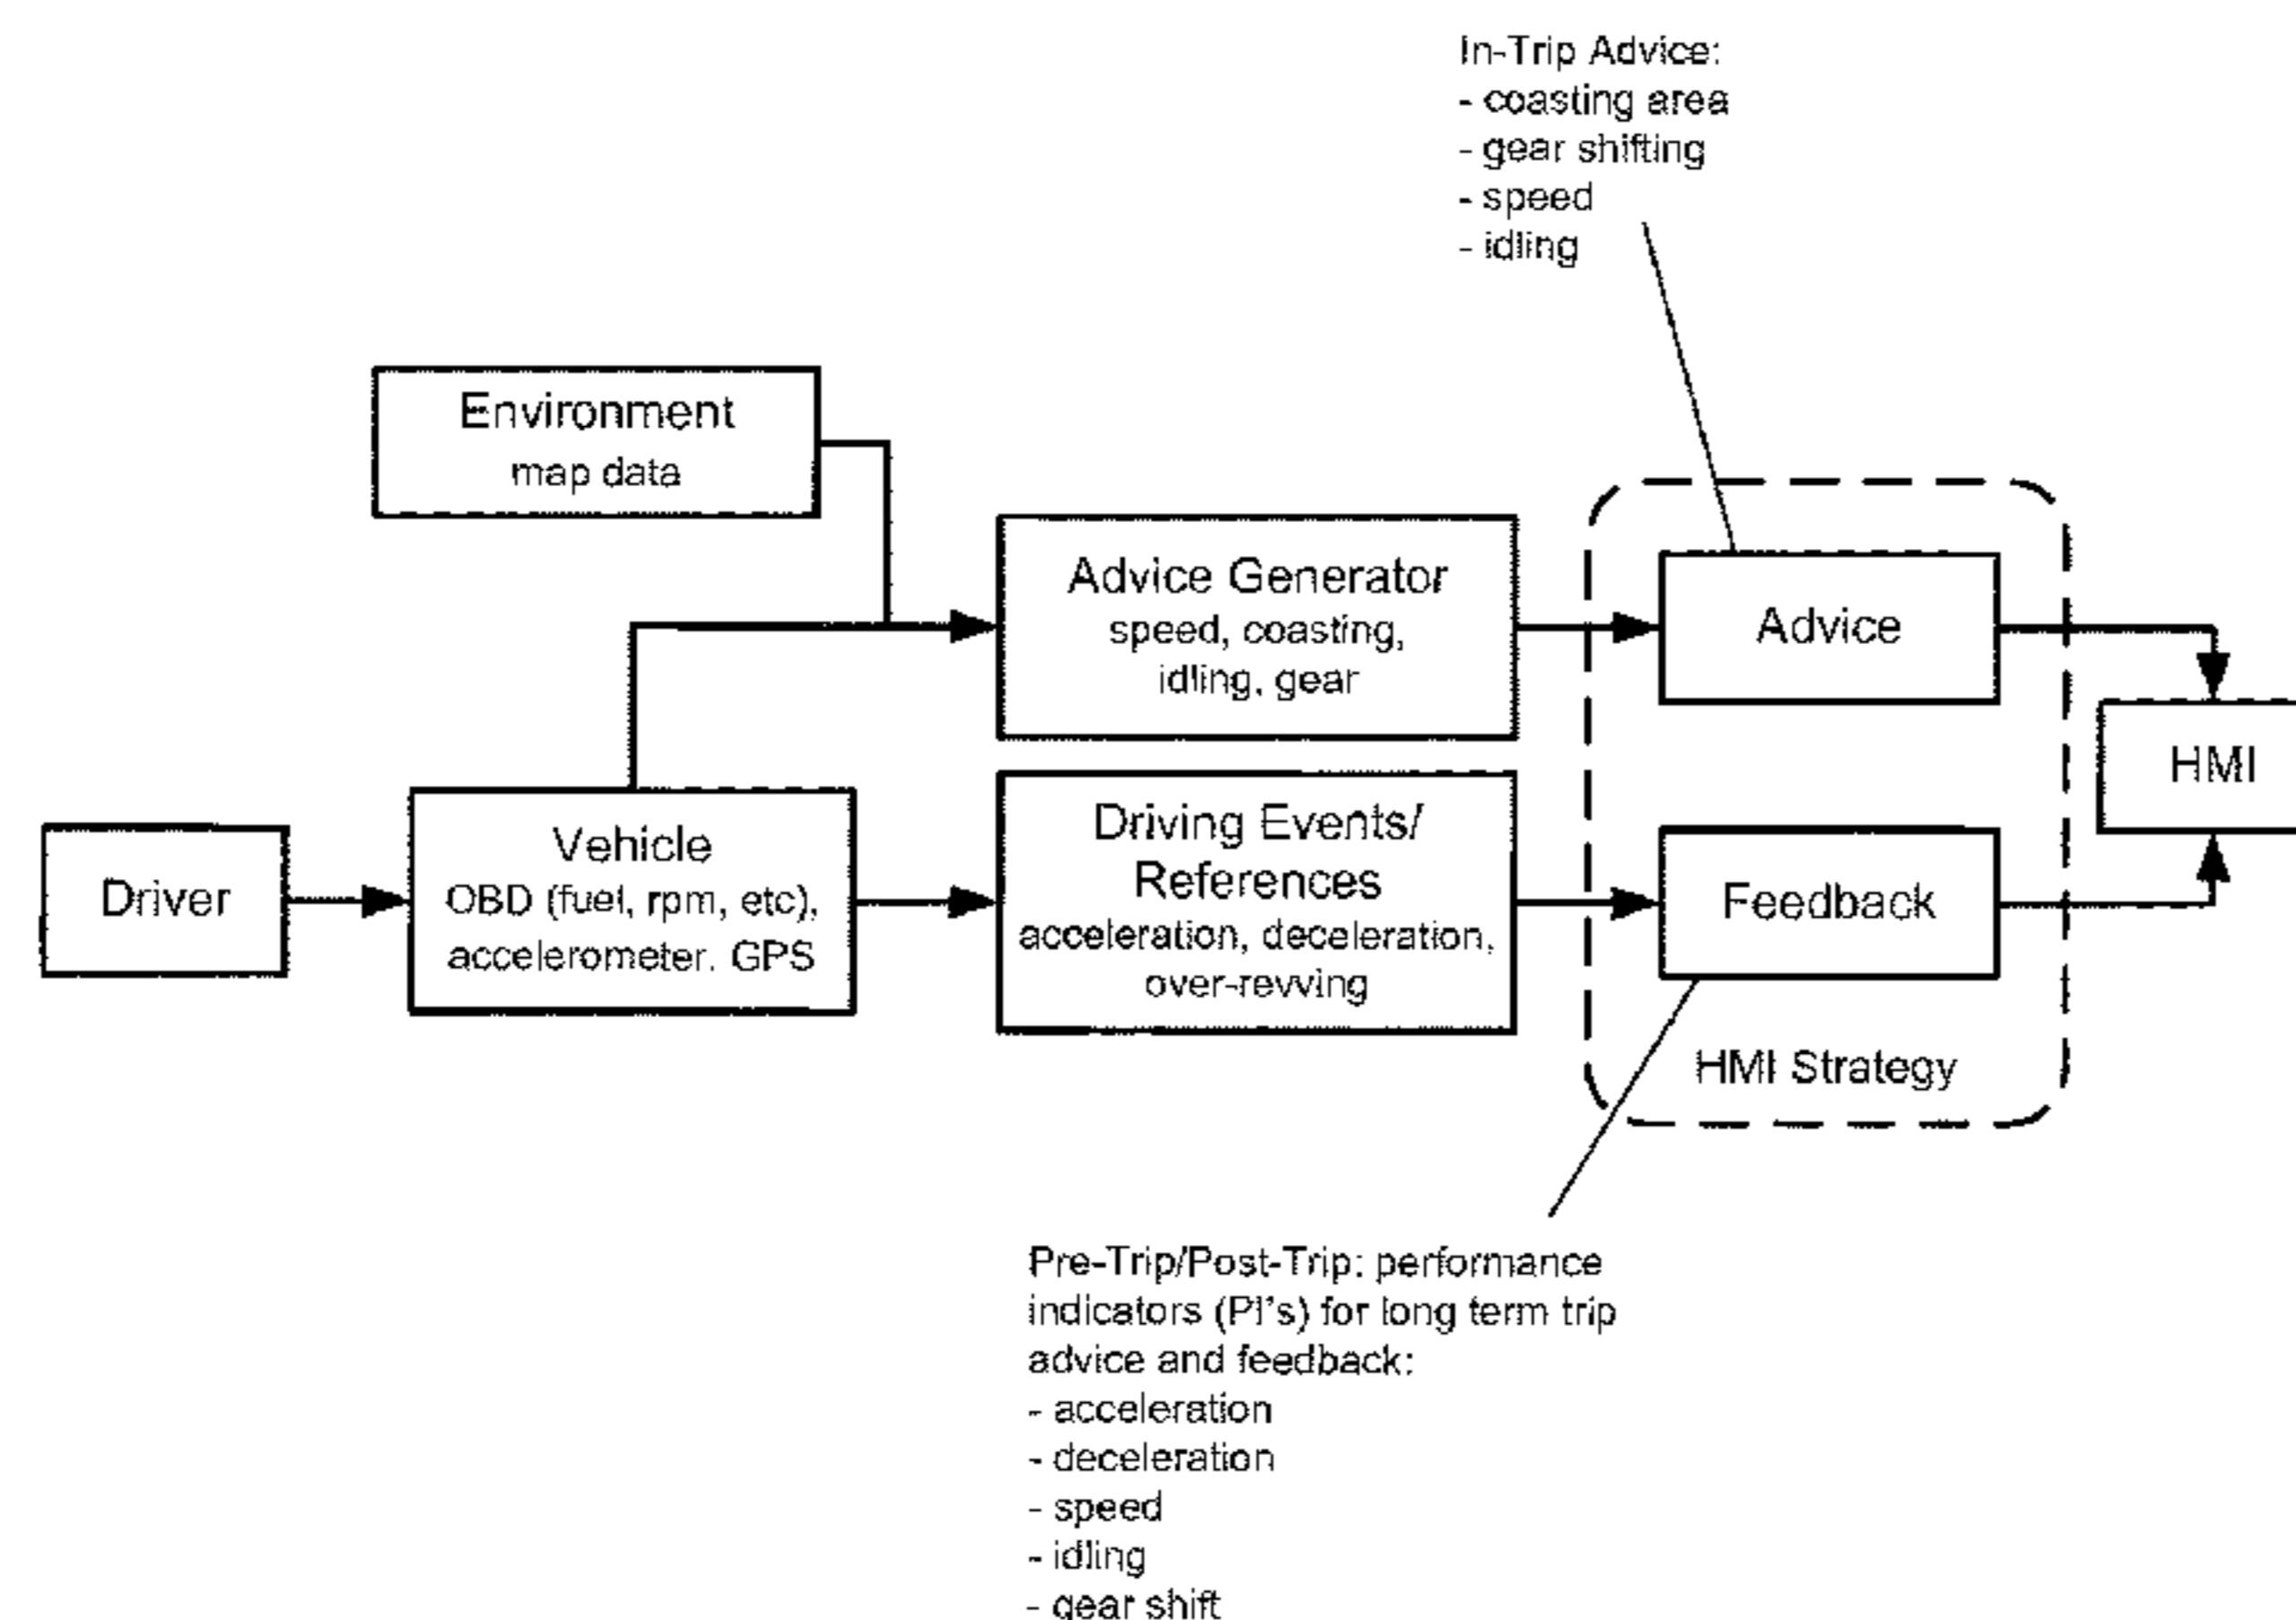 In-Trip Advice:
- coasting area
- gear shifting
- speed
- idling
Environment
map data
Advice Generator
speed, coasting,
idling, gear
Advice
HMI
Driver
Vehicle
OBD (fuel, rpm, etc),
accelerometer. GPS
Driving Events/
References
acceleration, deceleration,
over-revving
Feedback
HMI Strategy
Pre-Trip/Post-Trip: performance
indicators (PI's) for long term trip
advice and feedback:
- acceleration
- deceleration
- speed
- idling
- gear shift